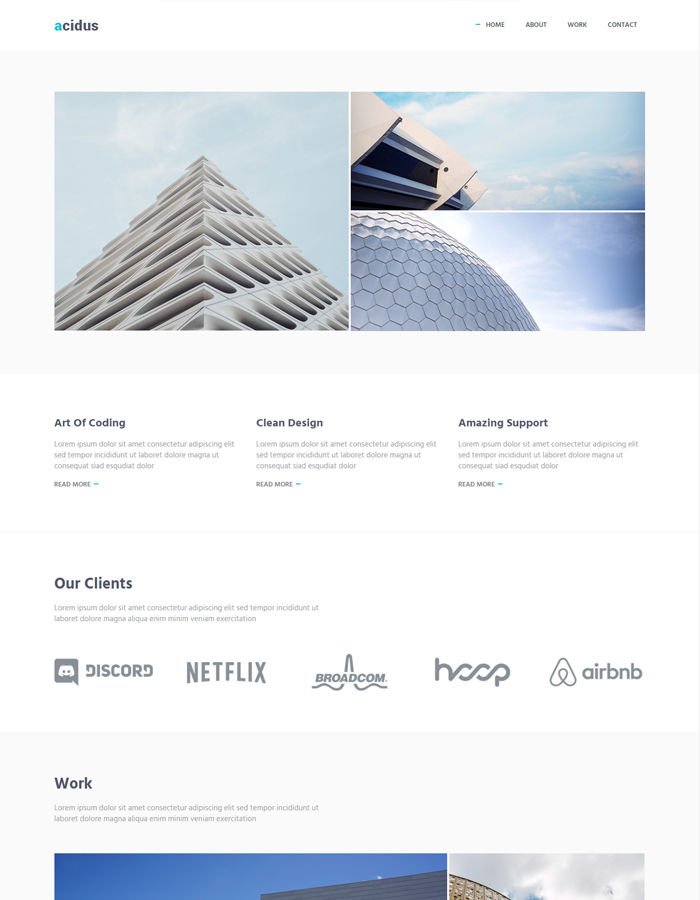 acidus
HOME ABOUT WORK CONTACT
Art Of Coding
Lorem ipsum dolor sit amet consectetur adipiscing elit
sed tempor incididunt ut laboret dolore magna ut
consequat siad esqudiat dolor
READ MORE
Clean Design
Lorem ipsum dolor sit amet consectetur adipiscing elit
sed tempor incididunt ut laboret dolore magna ut
consequat siad esqudiat dolor
READ MORE
Amazing Support
Lorem ipsum dolor sit amet consectetur adipiscing elit
sed tempor incididunt ut laboret dolore magna ut
consequat siad esqudiat dolor
READ MORE
Our Clients
Lorem ipsum dolor sit amet consectetur adipiscing elit sed tempor incididunt ut
laboret dolore magna aliqua enim minim veniam exercitation
DISCORD NETFLIX BROADCOM. hoop airbnb
Work
Lorem ipsum dolor sit amet consectetur adipiscing elit sed tempor incididunt ut
laboret dolore magna aliqua enim minim veniam exercitation